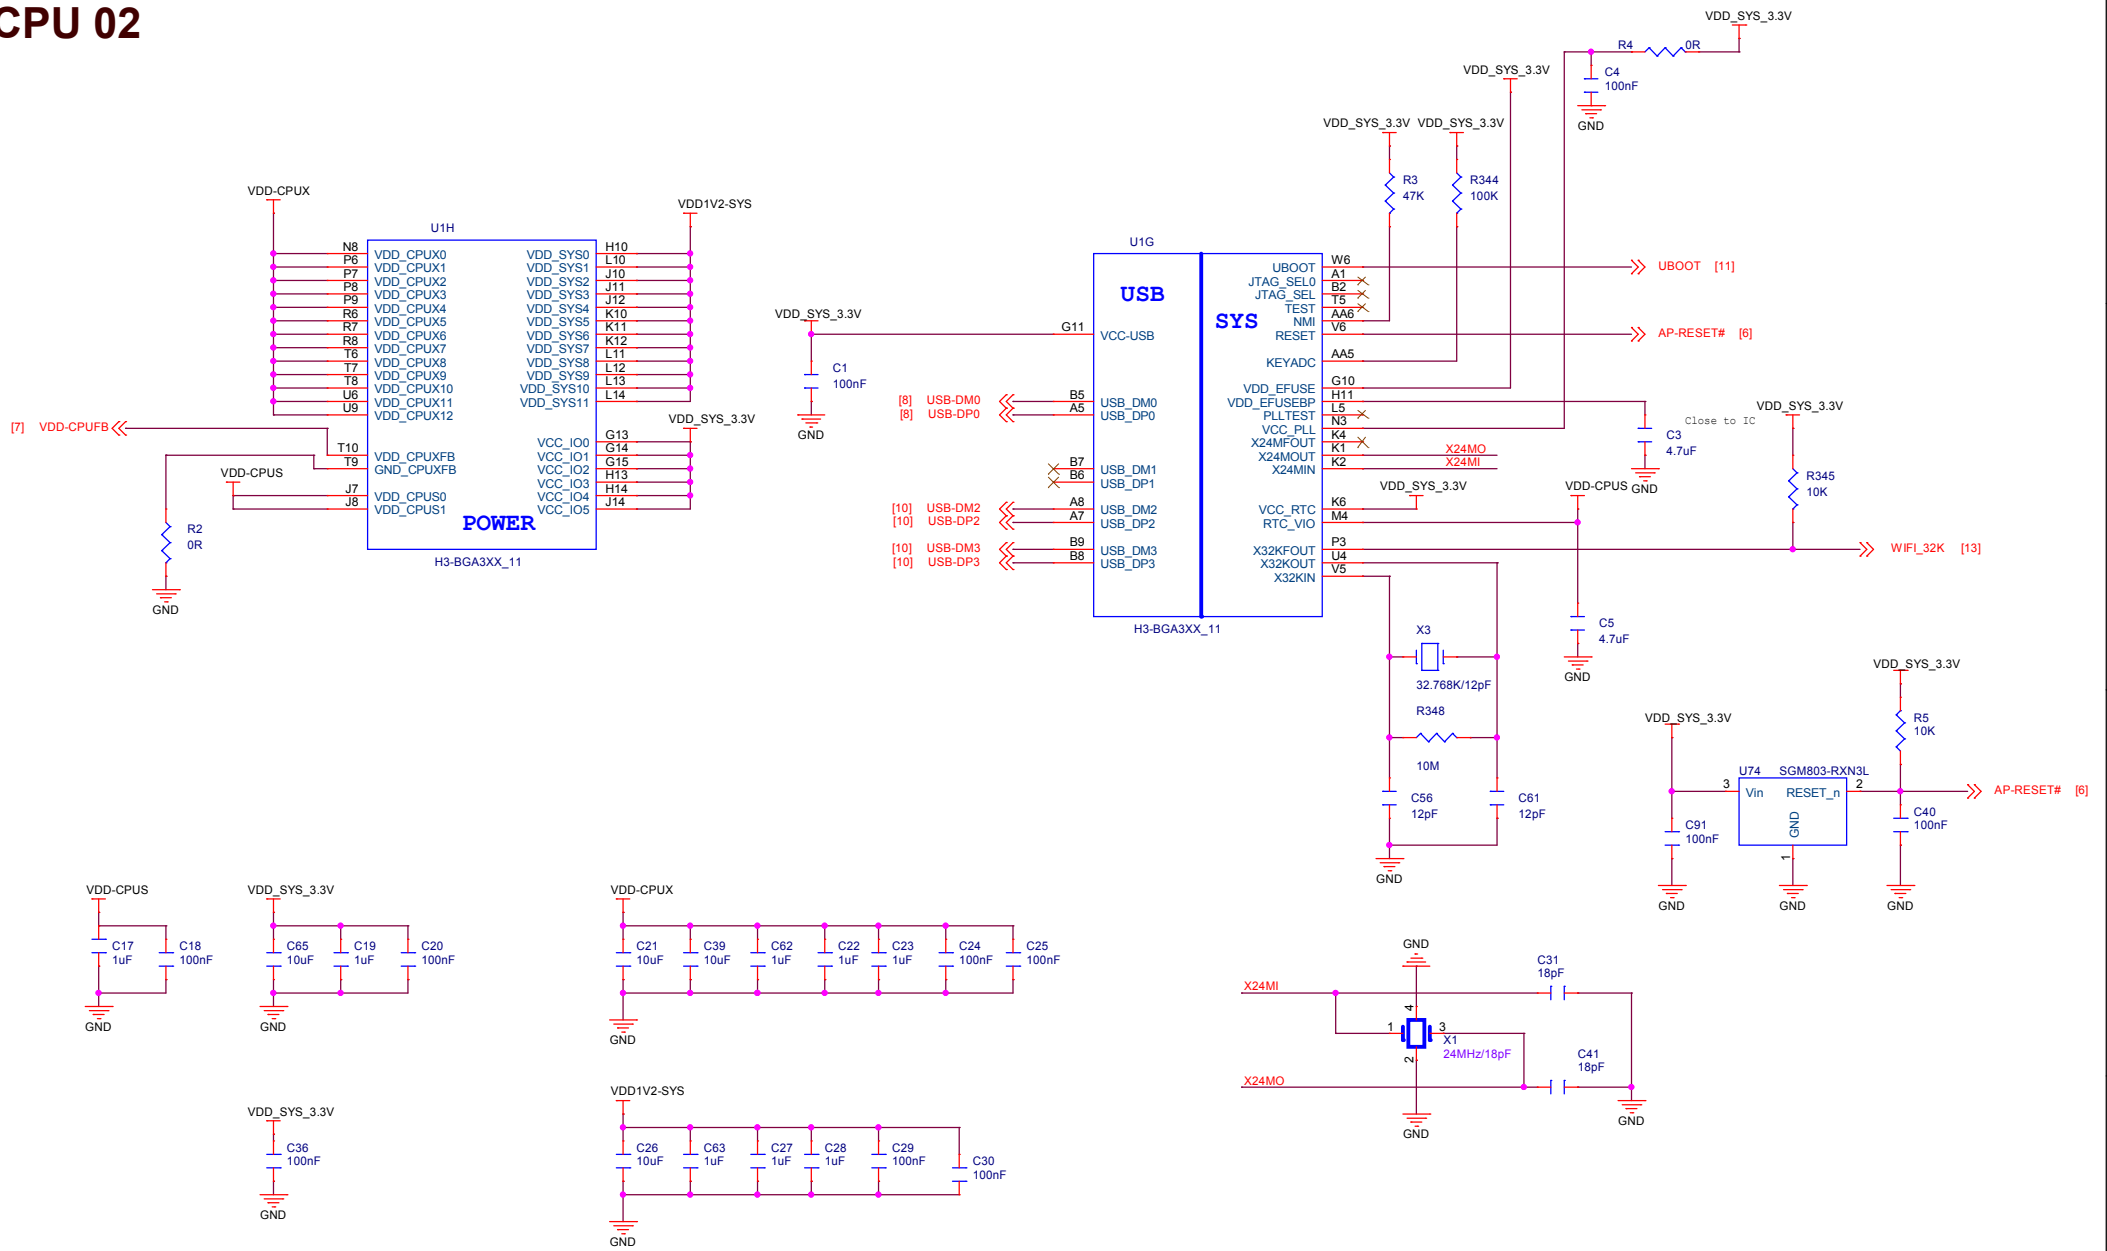 CPU 02
VDD-CPUX
U1H
N8 VDD_CPUX0
P6 VDD_CPUX1
P7 VDD_CPUX2
P8 VDD_CPUX3
P9 VDD_CPUX4
R6 VDD_CPUX5
R7 VDD_CPUX6
R8 VDD_CPUX7
T6 VDD_CPUX8
T7 VDD_CPUX9
T8 VDD_CPUX10
U6 VDD_CPUX11
U9 VDD_CPUX12
T10 VDD_CPUXFB
T9 GND_CPUXFB
J7 VDD_CPUS0
J8 VDD_CPUS1
[7] VDD-CPUFB
VDD-CPUS
R2
0R
GND
VDD1V2-SYS
VDD_SYS0 H10
VDD_SYS1 L10
VDD_SYS2 J10
VDD_SYS3 J11
VDD_SYS4 J12
VDD_SYS5 K10
VDD_SYS6 K11
VDD_SYS7 K12
VDD_SYS8 L11
VDD_SYS9 L12
VDD_SYS10 L13
VDD_SYS11 L14
VDD_SYS_3.3V
VCC_IO0 G13
VCC_IO1 G14
VCC_IO2 G15
VCC_IO3 H13
VCC_IO4 H14
VCC_IO5 J14
POWER
H3-BGA3XX_11
U1G
USB
SYS
VDD_SYS_3.3V
C1
100nF
GND
G11 VCC-USB
[8] USB-DM0 B5 USB_DM0
[8] USB-DP0 A5 USB_DP0
B7 USB_DM1
B6 USB_DP1
[10] USB-DM2 A8 USB_DM2
[10] USB-DP2 A7 USB_DP2
[10] USB-DM3 B9 USB_DM3
[10] USB-DP3 B8 USB_DP3
H3-BGA3XX_11
UBOOT W6 UBOOT [11]
JTAG_SEL0 A1
JTAG_SEL B2
TEST T5
NMI AA6
RESET V6 AP-RESET# [6]
KEYADC AA5
VDD_EFUSE G10
VDD_EFUSEBP H11
PLLTEST L5
VCC_PLL N3
X24MFOUT K4
X24MOUT K1 X24MO
X24MIN K2 X24MI
VCC_RTC K6
RTC_VIO M4
X32KFOUT P3
X32KOUT U4
X32KIN V5
VDD_SYS_3.3V
R3
47K
VDD_SYS_3.3V
R344
100K
VDD_SYS_3.3V
VDD_SYS_3.3V
R4 0R
C4
100nF
GND
Close to IC
C3
4.7uF
GND
VDD_SYS_3.3V
R345
10K
WIFI_32K [13]
VDD_SYS_3.3V
VDD-CPUS
C5
4.7uF
GND
X3
32.768K/12pF
R348
10M
C56
12pF
C61
12pF
GND
VDD_SYS_3.3V
VDD_SYS_3.3V
R5
10K
U74 SGM803-RXN3L
3 Vin RESET_n 2
GND
1
AP-RESET# [6]
C91
100nF
C40
100nF
GND
GND
GND
VDD-CPUS
C17
1uF
C18
100nF
GND
VDD_SYS_3.3V
C65
10uF
C19
1uF
C20
100nF
GND
VDD-CPUX
C21
10uF
C39
10uF
C62
1uF
C22
1uF
C23
1uF
C24
100nF
C25
100nF
GND
VDD_SYS_3.3V
C36
100nF
GND
VDD1V2-SYS
C26
10uF
C63
1uF
C27
1uF
C28
1uF
C29
100nF
C30
100nF
GND
GND
X24MI
C31
18pF
4
1 3
X1
24MHz/18pF
2
C41
18pF
X24MO
GND
GND